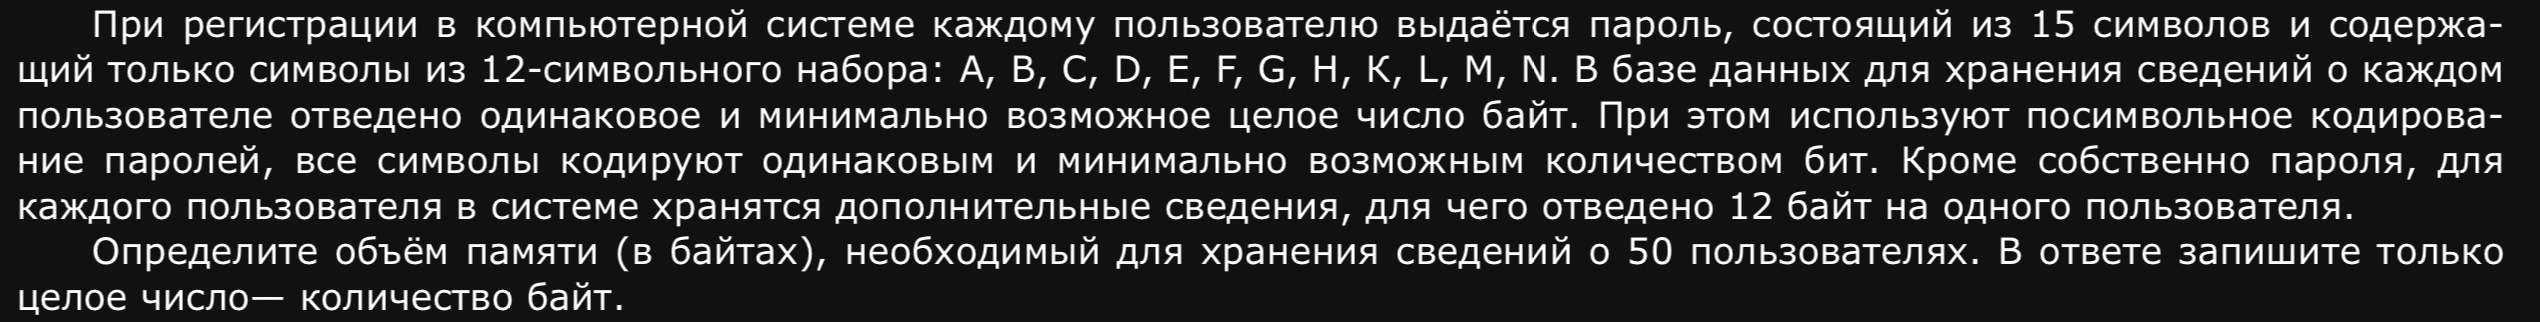 При регистрации в компьютерной системе каждому пользователю выдаётся пароль, состоящий из 15 символов и содержа-
щий только символы из 12-символьного набора: A, B, C, D, E, F, G, H, K, L, M, N. В базе данных для хранения сведений о каждом
пользователе отведено одинаковое и минимально возможное целое число байт. При этом используют посимвольное кодирова-
ние паролей, все символы кодируют одинаковым и минимально возможным количеством бит. Кроме собственно пароля, для
каждого пользователя в системе хранятся дополнительные сведения, для чего отведено 12 байт на одного пользователя.
Определите объём памяти (в байтах), необходимый для хранения сведений о 50 пользователях. В ответе запишите только
целое число— количество байт.